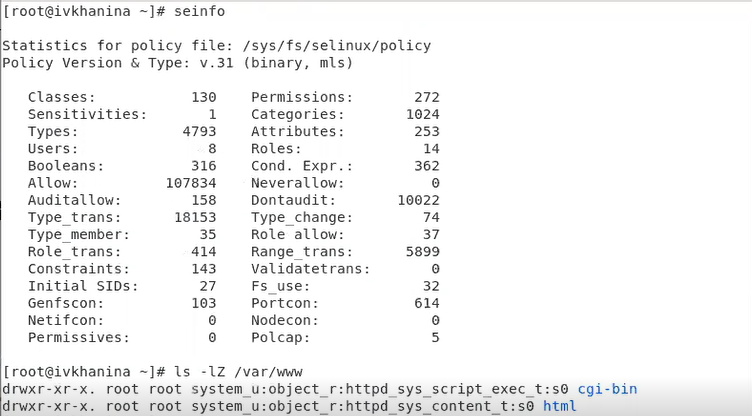 [root@ivkhanina ~]# seinfo
Statistics for policy file: /sys/fs/selinux/policy
Policy Version & Type: v.31 (binary, mls)
Classes: 130 Permissions: 272
Sensitivities: 1 Categories: 1024
Types: 4793 Attributes: 253
Users: 8 Roles: 14
Booleans: 316 Cond. Expr.: 362
Allow: 107834 Neverallow: 0
Auditallow: 158 Dontaudit: 10022
Type_trans: 18153 Type_change: 74
Type_member: 35 Role allow: 37
Role_trans: 414 Range_trans: 5899
Constraints: 143 Validatetrans: 0
Initial SIDs: 27 Fs_use: 32
Genfscon: 103 Portcon: 614
Netifcon: 0 Nodecon: 0
Permissives: 0 Polcap: 5
[root@ivkhanina ~]# ls -lZ /var/www
drwxr-xr-x. root root system_u:object_r:httpd_sys_script_exec_t:s0 cgi-bin
drwxr-xr-x. root root system_u:object_r:httpd_sys_content_t:s0 html